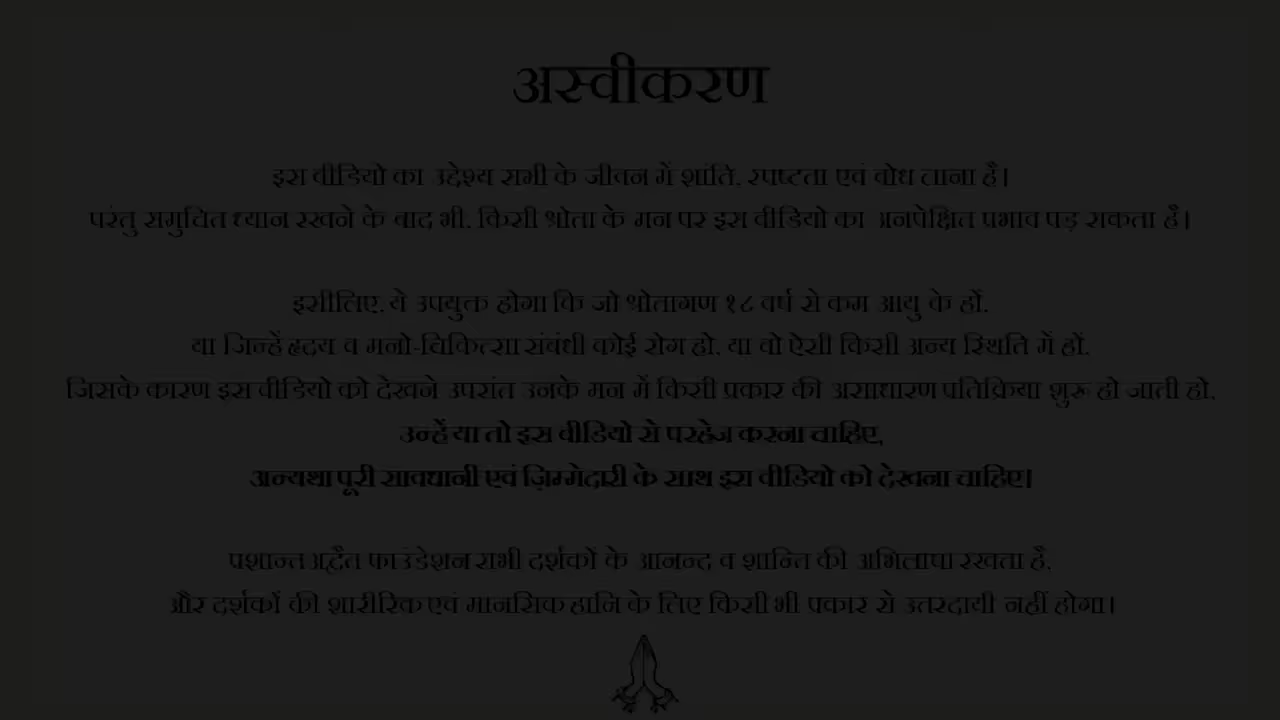 अस्वीकरण
इस वीडियो का उद्देश्य सभी के जीवन में शांति, स्पष्टता एवं बोध लाना है।
परंतु समुचित ध्यान रखने के बाद भी, किसी श्रोता के मन पर इस वीडियो का अनपेक्षित प्रभाव पड़ सकता है।
इसीलिए, ये उपयुक्त होगा कि जो श्रोतागण १८ वर्ष से कम आयु के हों,
या जिन्हें हृदय व मनो-चिकित्सा संबंधी कोई रोग हो, या वो ऐसी किसी अन्य स्थिति में हों,
जिसके कारण इस वीडियो को देखने उपरांत उनके मन में किसी प्रकार की असाधारण प्रतिक्रिया शुरू हो जाती हो,
उन्हें या तो इस वीडियो से परहेज करना चाहिए,
अन्यथा पूरी सावधानी एवं ज़िम्मेदारी के साथ इस वीडियो को देखना चाहिए।
प्रशान्त अद्वैत फाउंडेशन सभी दर्शकों के आनन्द व शान्ति की अभिलाषा रखता है,
और दर्शकों की शारीरिक एवं मानसिक हानि के लिए किसी भी प्रकार से उत्तरदायी नहीं होगा।